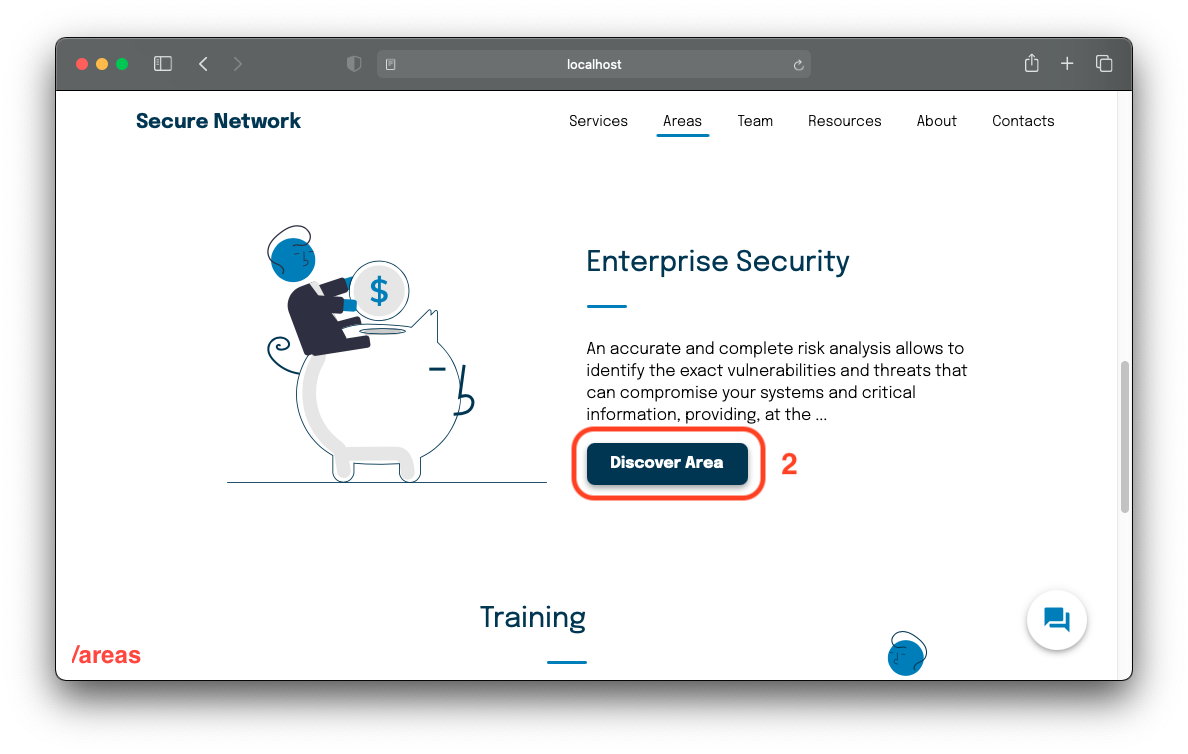 localhost
Secure Network
Services Areas Team Resources About Contacts
$
Enterprise Security
An accurate and complete risk analysis allows to
identify the exact vulnerabilities and threats that
can compromise your systems and critical
information, providing, at the ...
Discover Area
2
Training
/areas